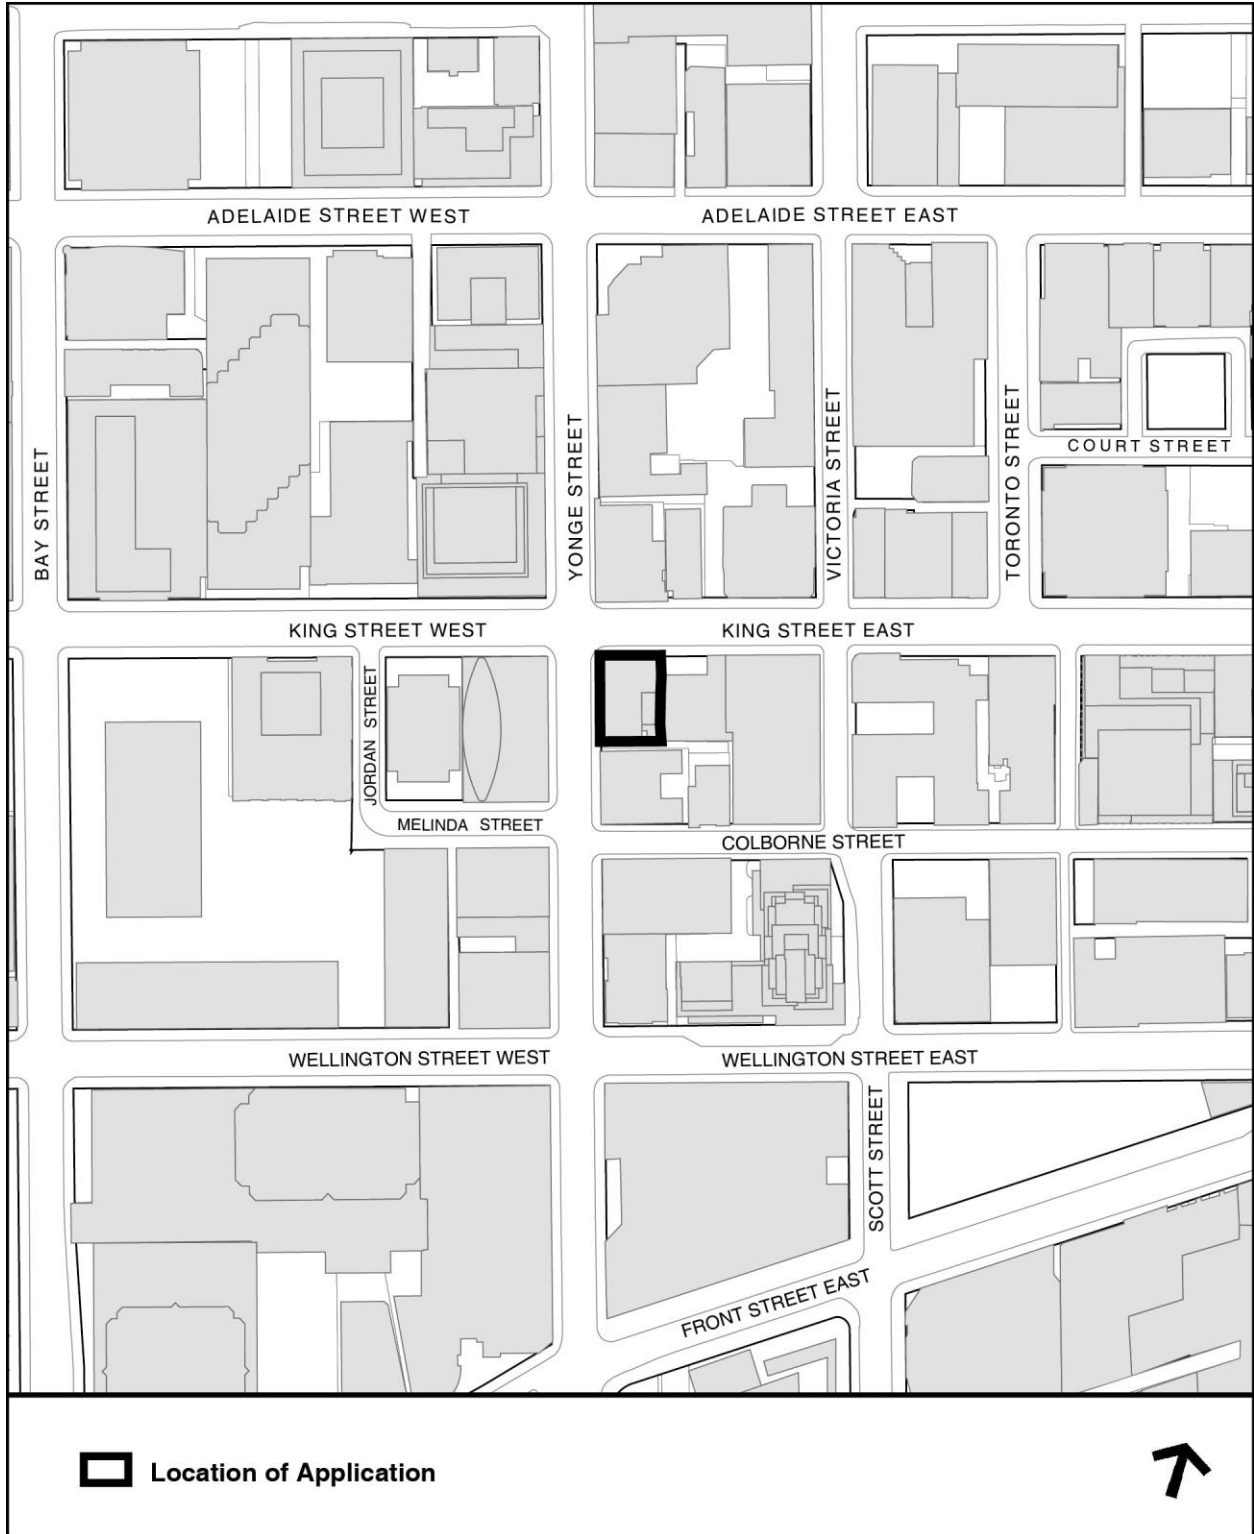 ADELAIDE STREET WEST
ADELAIDE STREET EAST
BAY STREET
YONGE STREET
VICTORIA STREET
TORONTO STREET
COURT STREET
KING STREET WEST
KING STREET EAST
JORDAN STREET
MELINDA STREET
COLBORNE STREET
WELLINGTON STREET WEST
WELLINGTON STREET EAST
SCOTT STREET
FRONT STREET EAST
Location of Application